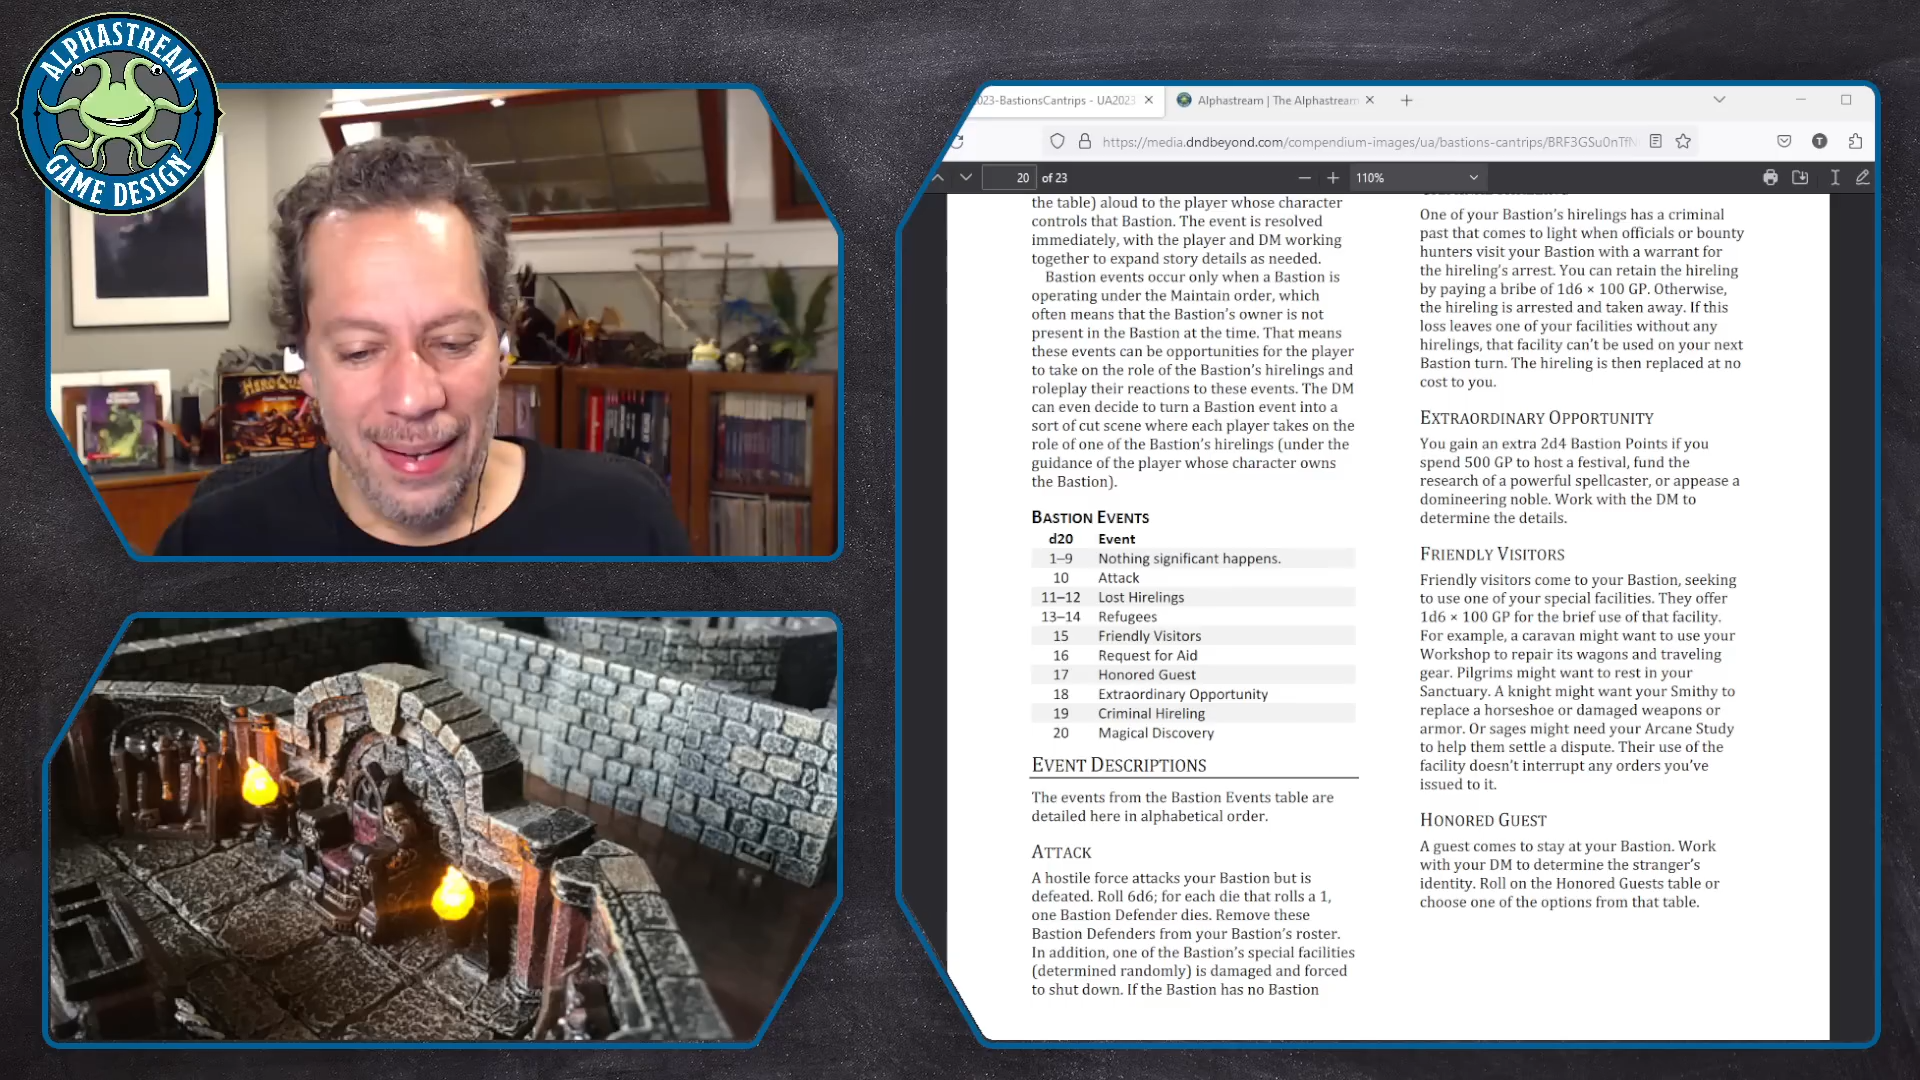 ALPHASTREAM
GAME DESIGN
HEROQUEST
2023-BastionsCantrips - UA2023
Alphastream | The Alphastream
https://media.dndbeyond.com/compendium-images/ua/bastions-cantrips/BRF3GSu0nTfN
20 of 23
110%
the table) aloud to the player whose character
controls that Bastion. The event is resolved
immediately, with the player and DM working
together to expand story details as needed.
Bastion events occur only when a Bastion is
operating under the Maintain order, which
often means that the Bastion's owner is not
present in the Bastion at the time. That means
these events can be opportunities for the player
to take on the role of the Bastion's hirelings and
roleplay their reactions to these events. The DM
can even decide to turn a Bastion event into a
sort of cut scene where each player takes on the
role of one of the Bastion's hirelings (under the
guidance of the player whose character owns
the Bastion).
BASTION EVENTS
d20 Event
1–9 Nothing significant happens.
10 Attack
11–12 Lost Hirelings
13–14 Refugees
15 Friendly Visitors
16 Request for Aid
17 Honored Guest
18 Extraordinary Opportunity
19 Criminal Hireling
20 Magical Discovery
EVENT DESCRIPTIONS
The events from the Bastion Events table are
detailed here in alphabetical order.
ATTACK
A hostile force attacks your Bastion but is
defeated. Roll 6d6; for each die that rolls a 1,
one Bastion Defender dies. Remove these
Bastion Defenders from your Bastion's roster.
In addition, one of the Bastion's special facilities
(determined randomly) is damaged and forced
to shut down. If the Bastion has no Bastion
One of your Bastion's hirelings has a criminal
past that comes to light when officials or bounty
hunters visit your Bastion with a warrant for
the hireling's arrest. You can retain the hireling
by paying a bribe of 1d6 × 100 GP. Otherwise,
the hireling is arrested and taken away. If this
loss leaves one of your facilities without any
hirelings, that facility can't be used on your next
Bastion turn. The hireling is then replaced at no
cost to you.
EXTRAORDINARY OPPORTUNITY
You gain an extra 2d4 Bastion Points if you
spend 500 GP to host a festival, fund the
research of a powerful spellcaster, or appease a
domineering noble. Work with the DM to
determine the details.
FRIENDLY VISITORS
Friendly visitors come to your Bastion, seeking
to use one of your special facilities. They offer
1d6 × 100 GP for the brief use of that facility.
For example, a caravan might want to use your
Workshop to repair its wagons and traveling
gear. Pilgrims might want to rest in your
Sanctuary. A knight might want your Smithy to
replace a horseshoe or damaged weapons or
armor. Or sages might need your Arcane Study
to help them settle a dispute. Their use of the
facility doesn't interrupt any orders you've
issued to it.
HONORED GUEST
A guest comes to stay at your Bastion. Work
with your DM to determine the stranger's
identity. Roll on the Honored Guests table or
choose one of the options from that table.